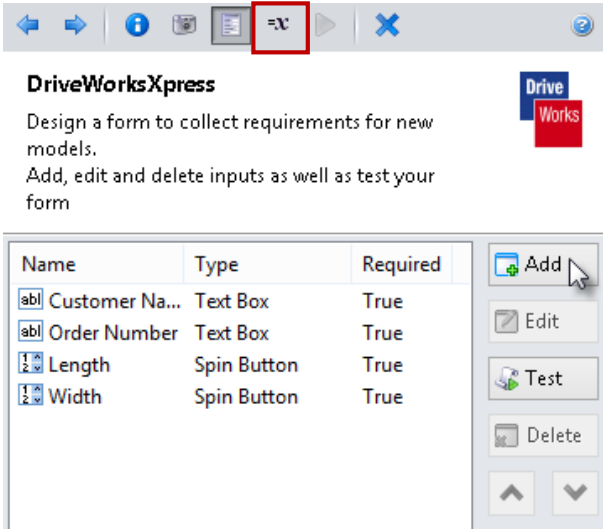 =x
DriveWorksXpress
Drive
Works
Design a form to collect requirements for new
models.
Add, edit and delete inputs as well as test your
form
Name Type Required
Customer Na... Text Box True
Order Number Text Box True
Length Spin Button True
Width Spin Button True
Add
Edit
Test
Delete